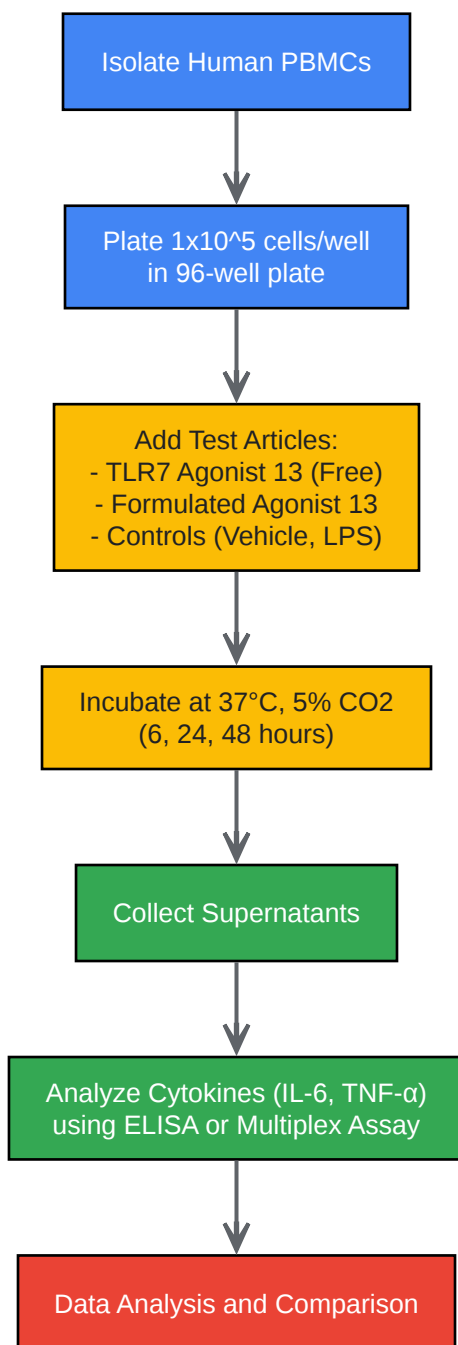 Isolate Human PBMCs
Plate 1x10^5 cells/well
in 96-well plate
Add Test Articles:
- TLR7 Agonist 13 (Free)
- Formulated Agonist 13
- Controls (Vehicle, LPS)
Incubate at 37°C, 5% CO2
(6, 24, 48 hours)
Collect Supernatants
Analyze Cytokines (IL-6, TNF-α)
using ELISA or Multiplex Assay
Data Analysis and Comparison